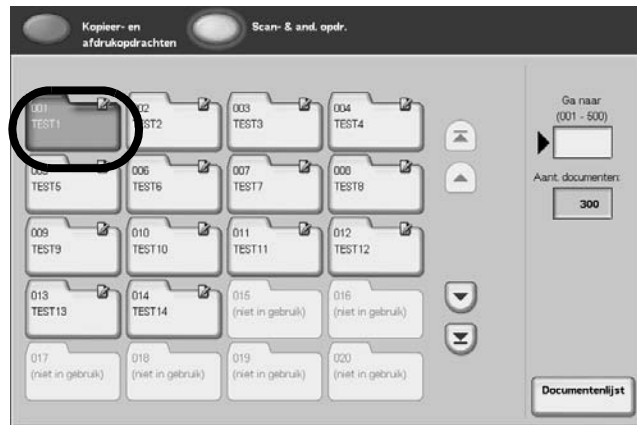 Kopieer- en
afdrukopdrachten
Scan- & and. opdr.
001
TEST1
02
ST2
003
TEST3
004
TEST4
005
TEST5
006
TEST6
007
TEST7
008
TEST8
009
TEST9
010
TEST10
011
TEST11
012
TEST12
013
TEST13
014
TEST14
015
(niet in gebruik)
016
(niet in gebruik)
017
(niet in gebruik)
018
(niet in gebruik)
019
(niet in gebruik)
020
(niet in gebruik)
Ga naar
(001 - 500)
Aant. documenten:
300
Documentenlijst